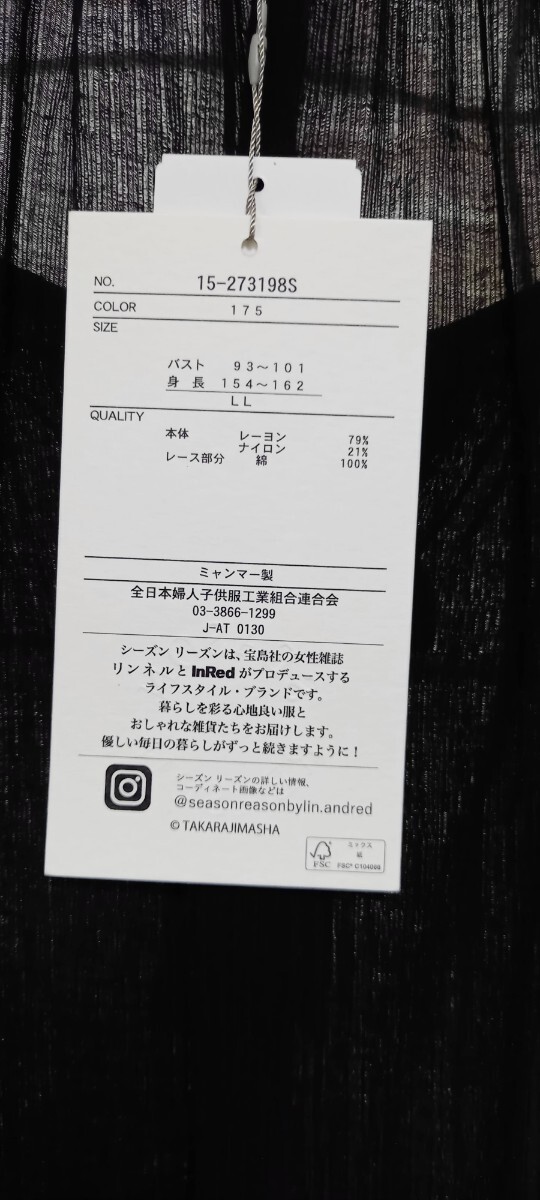 NO. 15-273198S
COLOR 175
SIZE
バスト 93～101
身 長 154～162
LL
QUALITY
本体 レーヨン 79%
ナイロン 21%
レース部分 綿 100%
ミャンマー製
全日本婦人子供服工業組合連合会
03-3866-1299
J-AT 0130
シーズン リーズンは、宝島社の女性雑誌
リンネルと InRed がプロデュースする
ライフスタイル・ブランドです。
暮らしを彩る心地良い服と
おしゃれな雑貨たちをお届けします。
優しい毎日の暮らしがずっと続きますように！
シーズン リーズンの詳しい情報、
コーディネート画像などは
@seasonreasonbylin.andred
© TAKARAJIMASHA
ミックス
紙
FSC
FSC® C104009